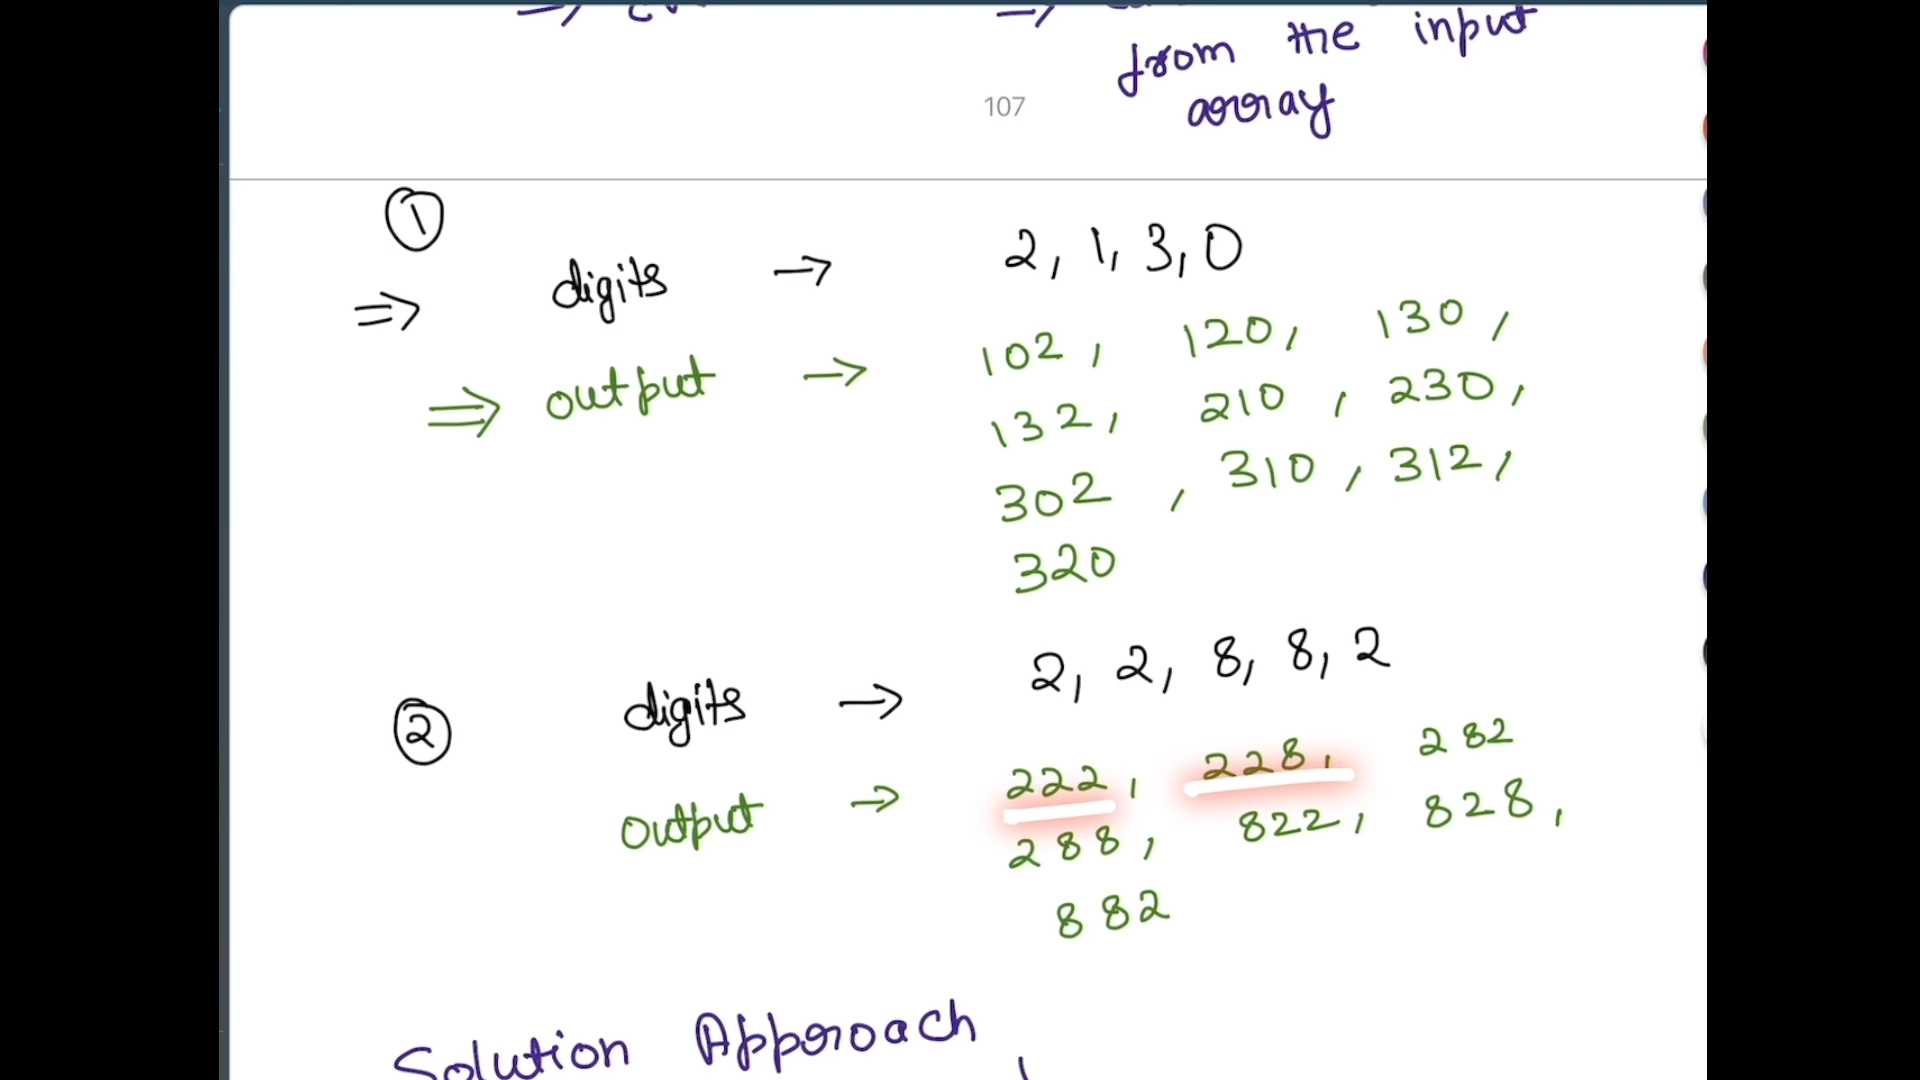 from the input
array
107
①
⇒ digits → 2, 1, 3, 0
⇒ output → 102, 120, 130,
132, 210, 230,
302, 310, 312,
320
② digits → 2, 2, 8, 8, 2
output → 222, 228, 282
288, 822, 828,
882
Solution Approach